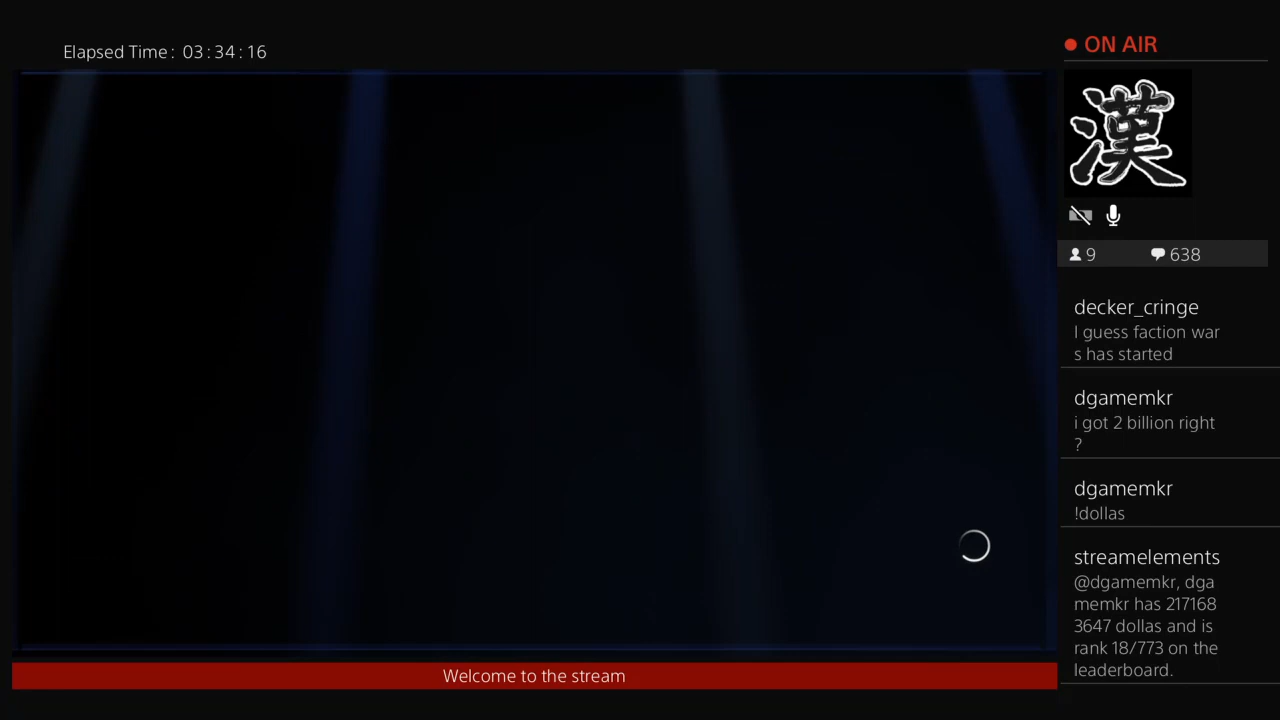 Elapsed Time: 03:34:16
ON AIR
漢
9 638
decker_cringe
I guess faction war
s has started
dgamemkr
i got 2 billion right
?
dgamemkr
!dollas
streamelements
@dgamemkr, dga
memkr has 217168
3647 dollas and is
rank 18/773 on the
leaderboard.
Welcome to the stream